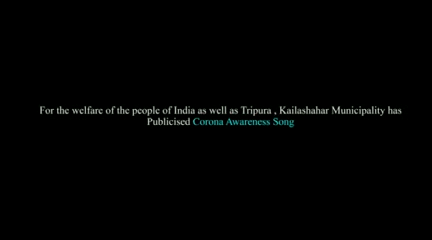 For the welfare of the people of India as well as Tripura , Kailashahar Municipality has
Publicised Corona Awareness Song